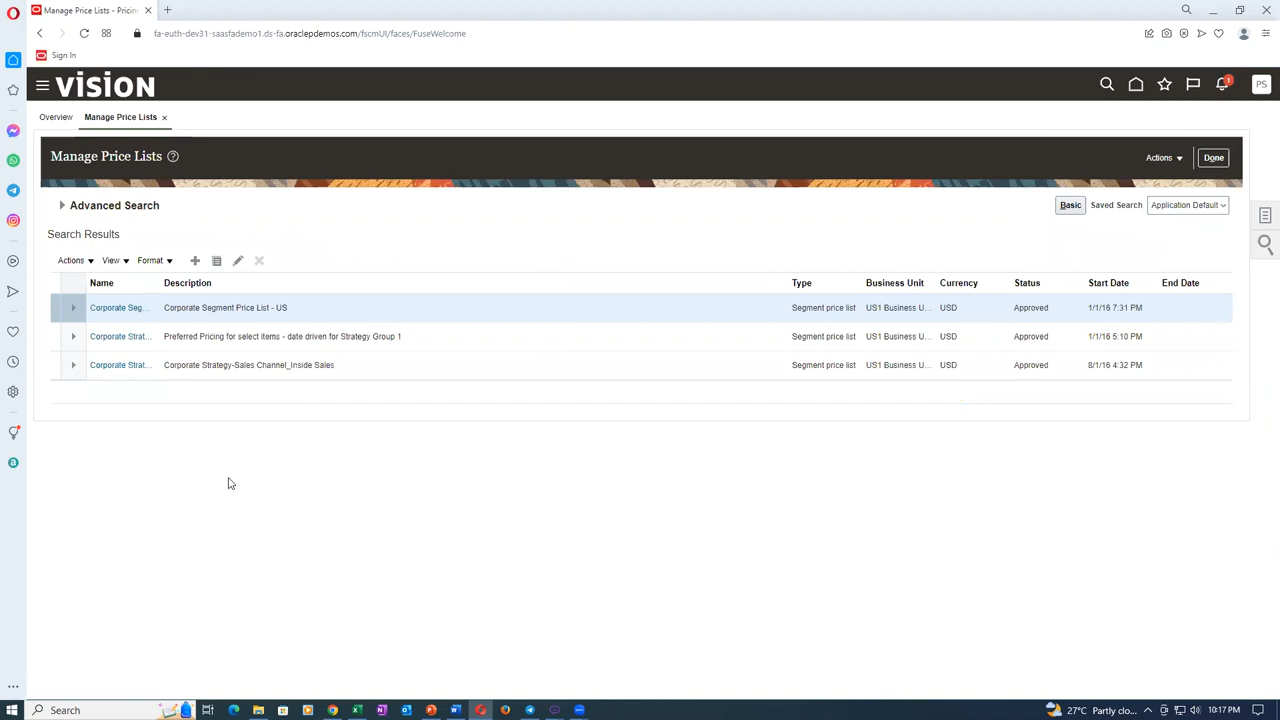 Manage Price Lists - Pricin
fa-euth-dev31-saasfademo1.ds-fa.oraclepdemos.com/fscmUI/faces/FuseWelcome
Sign In
VISION
1
PS
Overview
Manage Price Lists
Manage Price Lists
Actions
Done
Advanced Search
Basic
Saved Search
Application Default
Search Results
Actions
View
Format
Name Description Type Business Unit Currency Status Start Date End Date
Corporate Seg... Corporate Segment Price List - US Segment price list US1 Business U... USD Approved 1/1/16 7:31 PM
Corporate Strat... Preferred Pricing for select items - date driven for Strategy Group 1 Segment price list US1 Business U... USD Approved 1/1/16 5:10 PM
Corporate Strat... Corporate Strategy-Sales Channel_Inside Sales Segment price list US1 Business U... USD Approved 8/1/16 4:32 PM
Search
27°C Partly clo...
10:17 PM